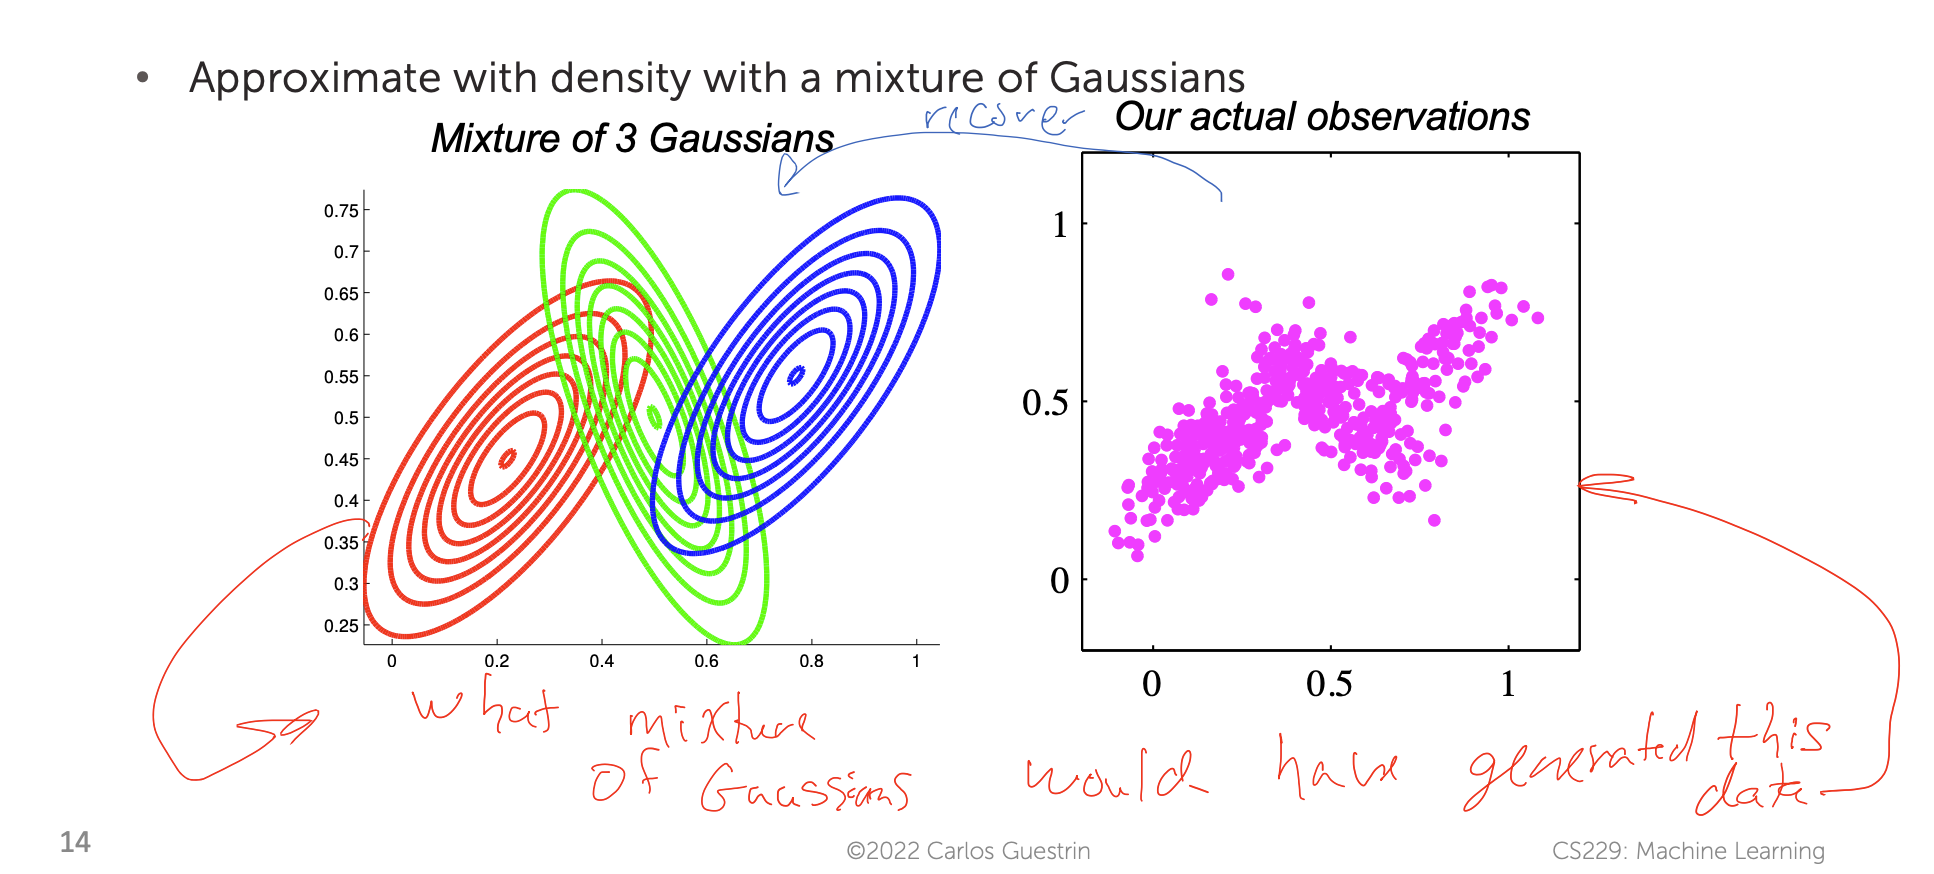 • Approximate with density with a mixture of Gaussians
recover
Our actual observations
Mixture of 3 Gaussians
0.75
0.7
0.65
0.6
0.55
0.5
0.45
0.4
0.35
0.3
0.25
0 0.2 0.4 0.6 0.8 1
1
0.5
0
0 0.5 1
what mixture
of Gaussians would have generated this
data
14
©2022 Carlos Guestrin
CS229: Machine Learning